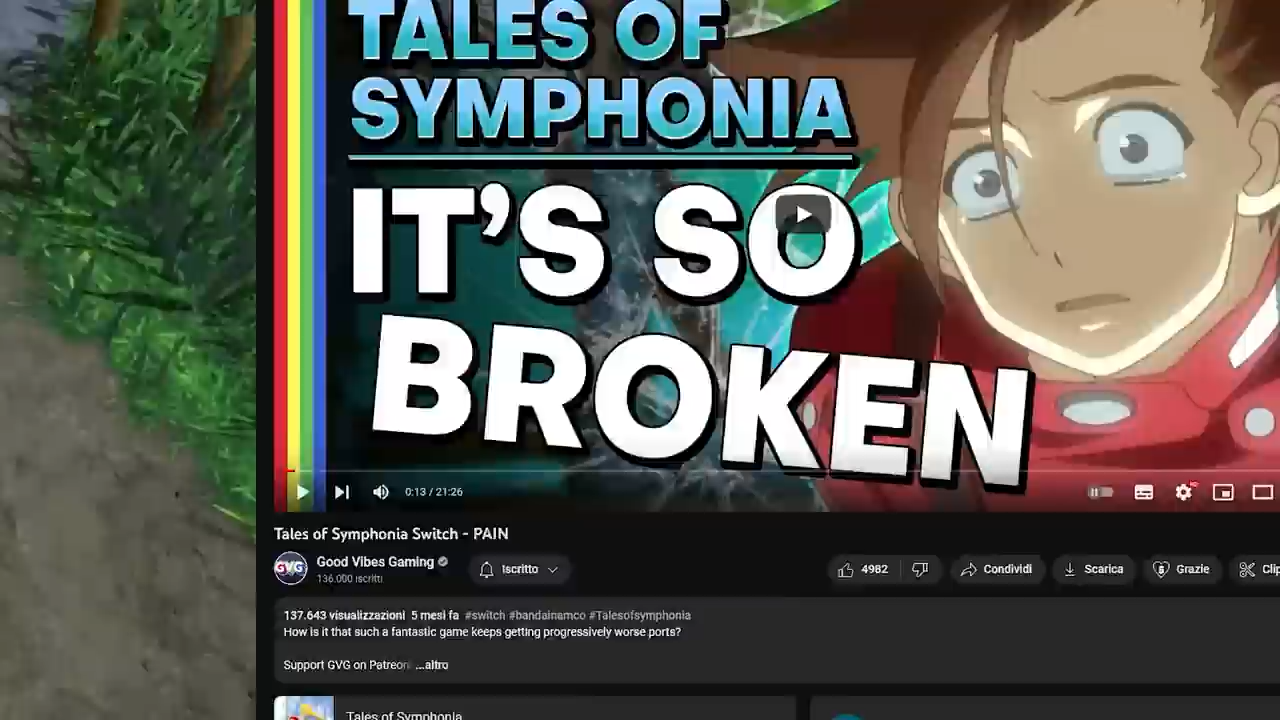 TALES OF
SYMPHONIA
IT'S SO
BROKEN
0:13 / 21:26
Tales of Symphonia Switch - PAIN
GVG
Good Vibes Gaming
136.000 iscritti
Iscritto
4982
Condividi
Scarica
Grazie
Clip
137.643 visualizzazioni 5 mesi fa #switch #bandainamco #Talesofsymphonia
How is it that such a fantastic game keeps getting progressively worse ports?
Support GVG on Patreon ...altro
Tales of Symphonia